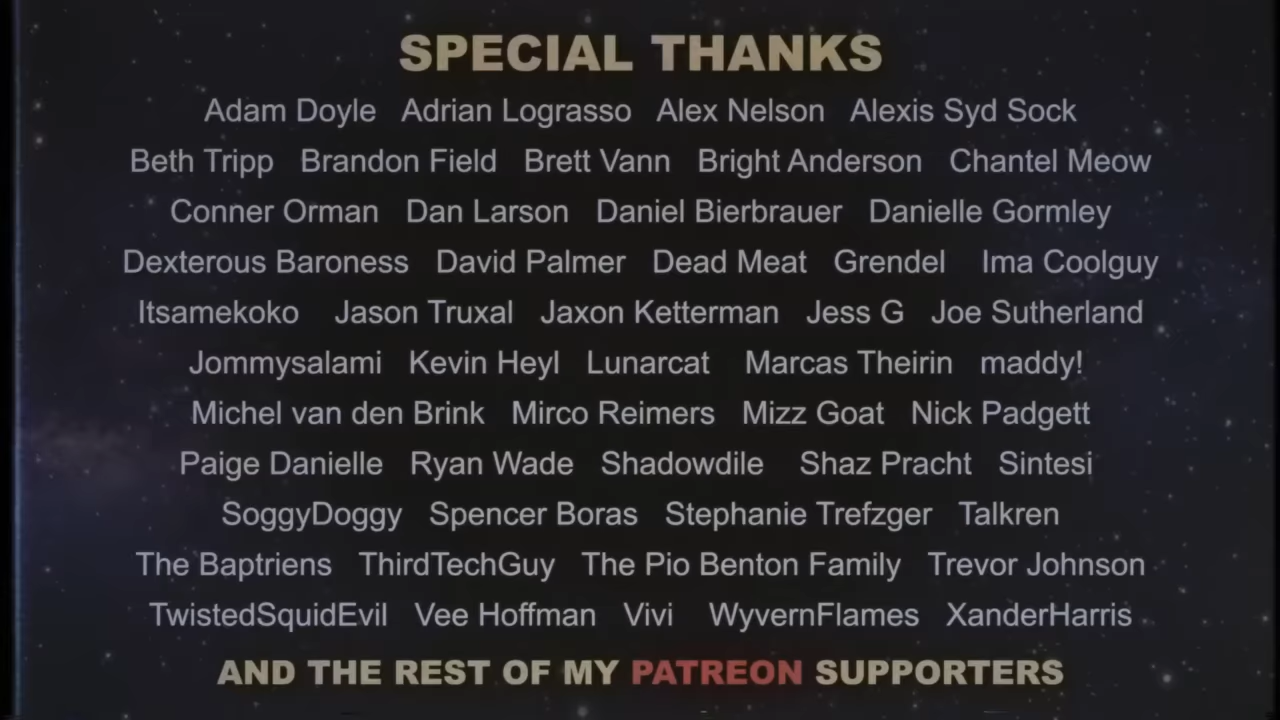 SPECIAL THANKS
Adam Doyle Adrian Lograsso Alex Nelson Alexis Syd Sock
Beth Tripp Brandon Field Brett Vann Bright Anderson Chantel Meow
Conner Orman Dan Larson Daniel Bierbrauer Danielle Gormley
Dexterous Baroness David Palmer Dead Meat Grendel Ima Coolguy
Itsamekoko Jason Truxal Jaxon Ketterman Jess G Joe Sutherland
Jommysalami Kevin Heyl Lunarcat Marcas Theirin maddy!
Michel van den Brink Mirco Reimers Mizz Goat Nick Padgett
Paige Danielle Ryan Wade Shadowdile Shaz Pracht Sintesi
SoggyDoggy Spencer Boras Stephanie Trefzger Talkren
The Baptriens ThirdTechGuy The Pio Benton Family Trevor Johnson
TwistedSquidEvil Vee Hoffman Vivi WyvernFlames XanderHarris
AND THE REST OF MY PATREON SUPPORTERS